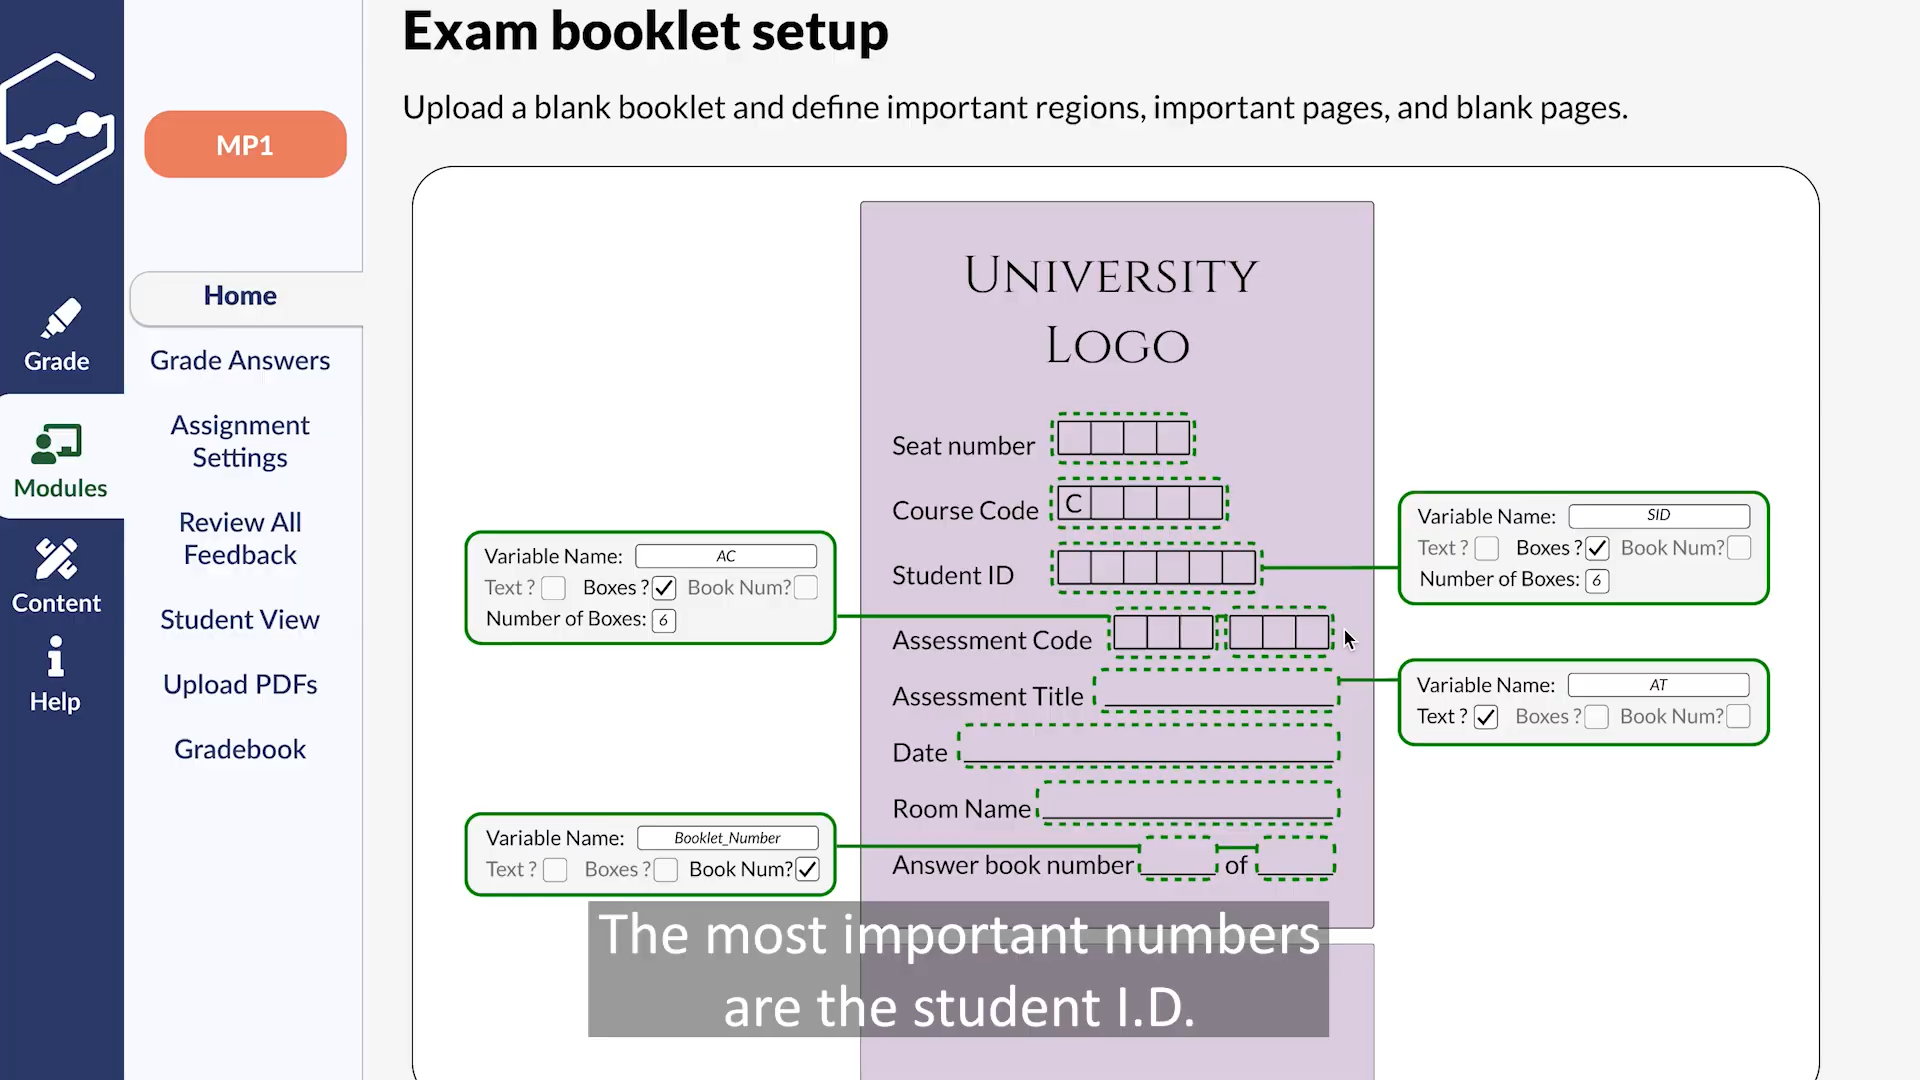 Exam booklet setup
Upload a blank booklet and define important regions, important pages, and blank pages.
MP1
Home
Grade Answers
Assignment
Settings
Review All
Feedback
Student View
Upload PDFs
Gradebook
Grade
Modules
Content
Help
UNIVERSITY
LOGO
Seat number
Course Code C
Student ID
Assessment Code
Assessment Title
Date
Room Name
Answer book number of
Variable Name: AC
Text ? Boxes ? Book Num?
Number of Boxes: 6
Variable Name: Booklet_Number
Text ? Boxes ? Book Num?
Variable Name: SID
Text ? Boxes ? Book Num?
Number of Boxes: 6
Variable Name: AT
Text ? Boxes ? Book Num?
The most important numbers
are the student I.D.